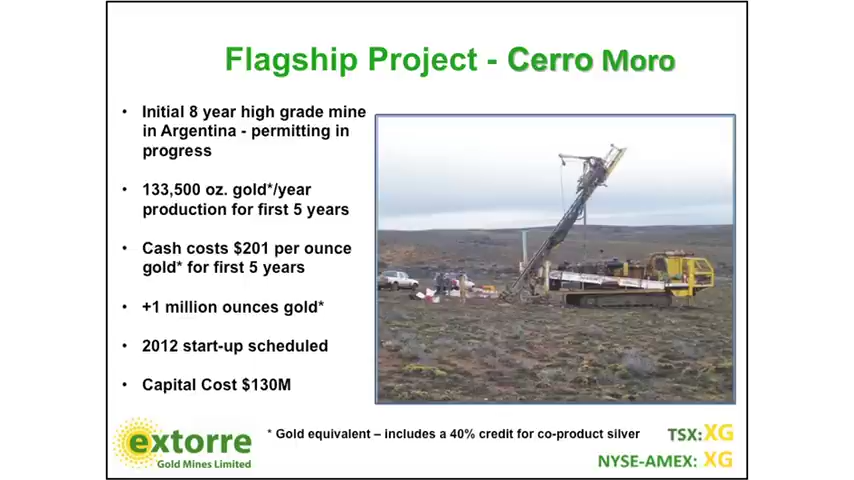 Flagship Project - Cerro Moro
• Initial 8 year high grade mine
in Argentina - permitting in
progress
• 133,500 oz. gold*/year
production for first 5 years
• Cash costs $201 per ounce
gold* for first 5 years
• +1 million ounces gold*
• 2012 start-up scheduled
• Capital Cost $130M
* Gold equivalent – includes a 40% credit for co-product silver
extorre
Gold Mines Limited
TSX:XG
NYSE-AMEX: XG